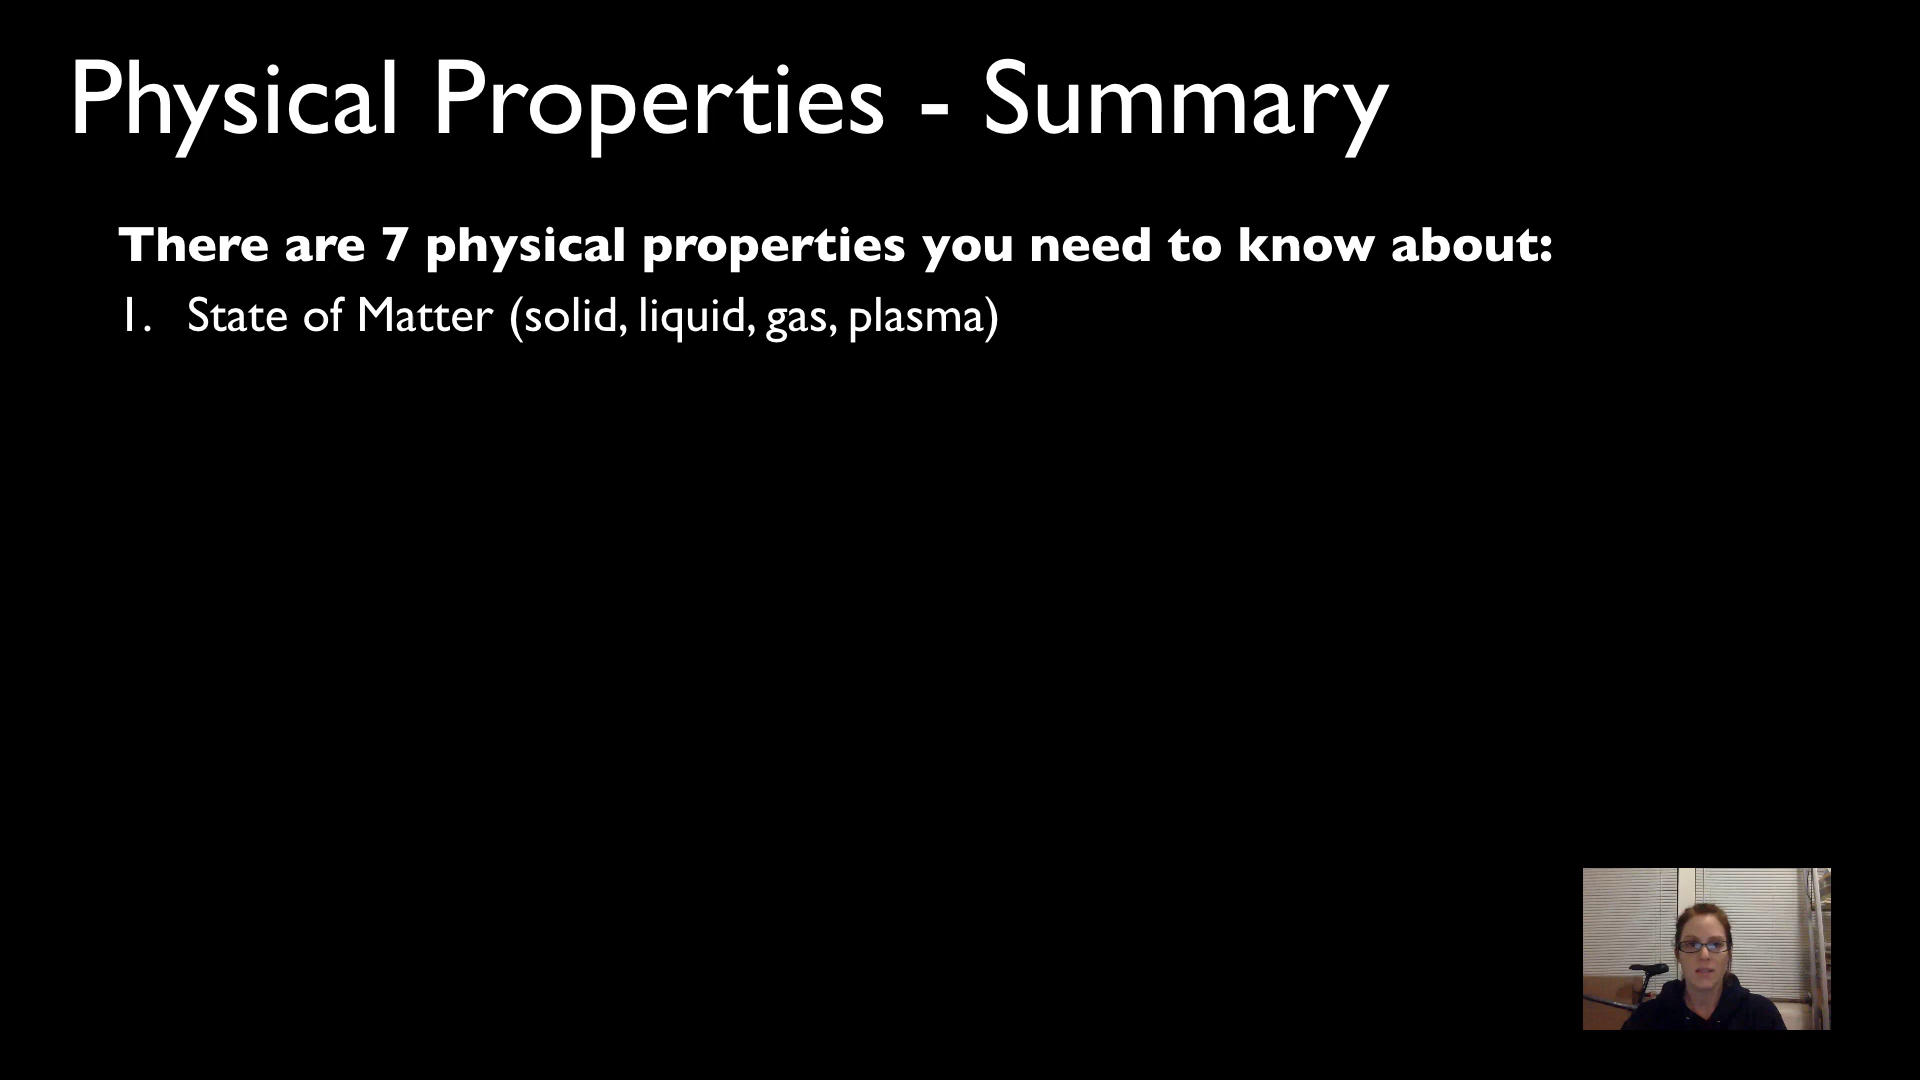 Physical Properties - Summary
There are 7 physical properties you need to know about:
1. State of Matter (solid, liquid, gas, plasma)